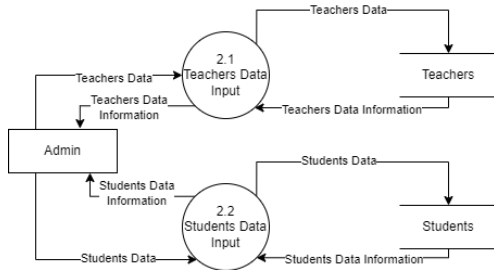 Teachers Data
2.1
Teachers Data
Input
Teachers Data
Teachers
Teachers Data
Information
Teachers Data Information
Admin
Students Data
Students Data
Information
2.2
Students Data
Input
Students
Students Data
Students Data Information